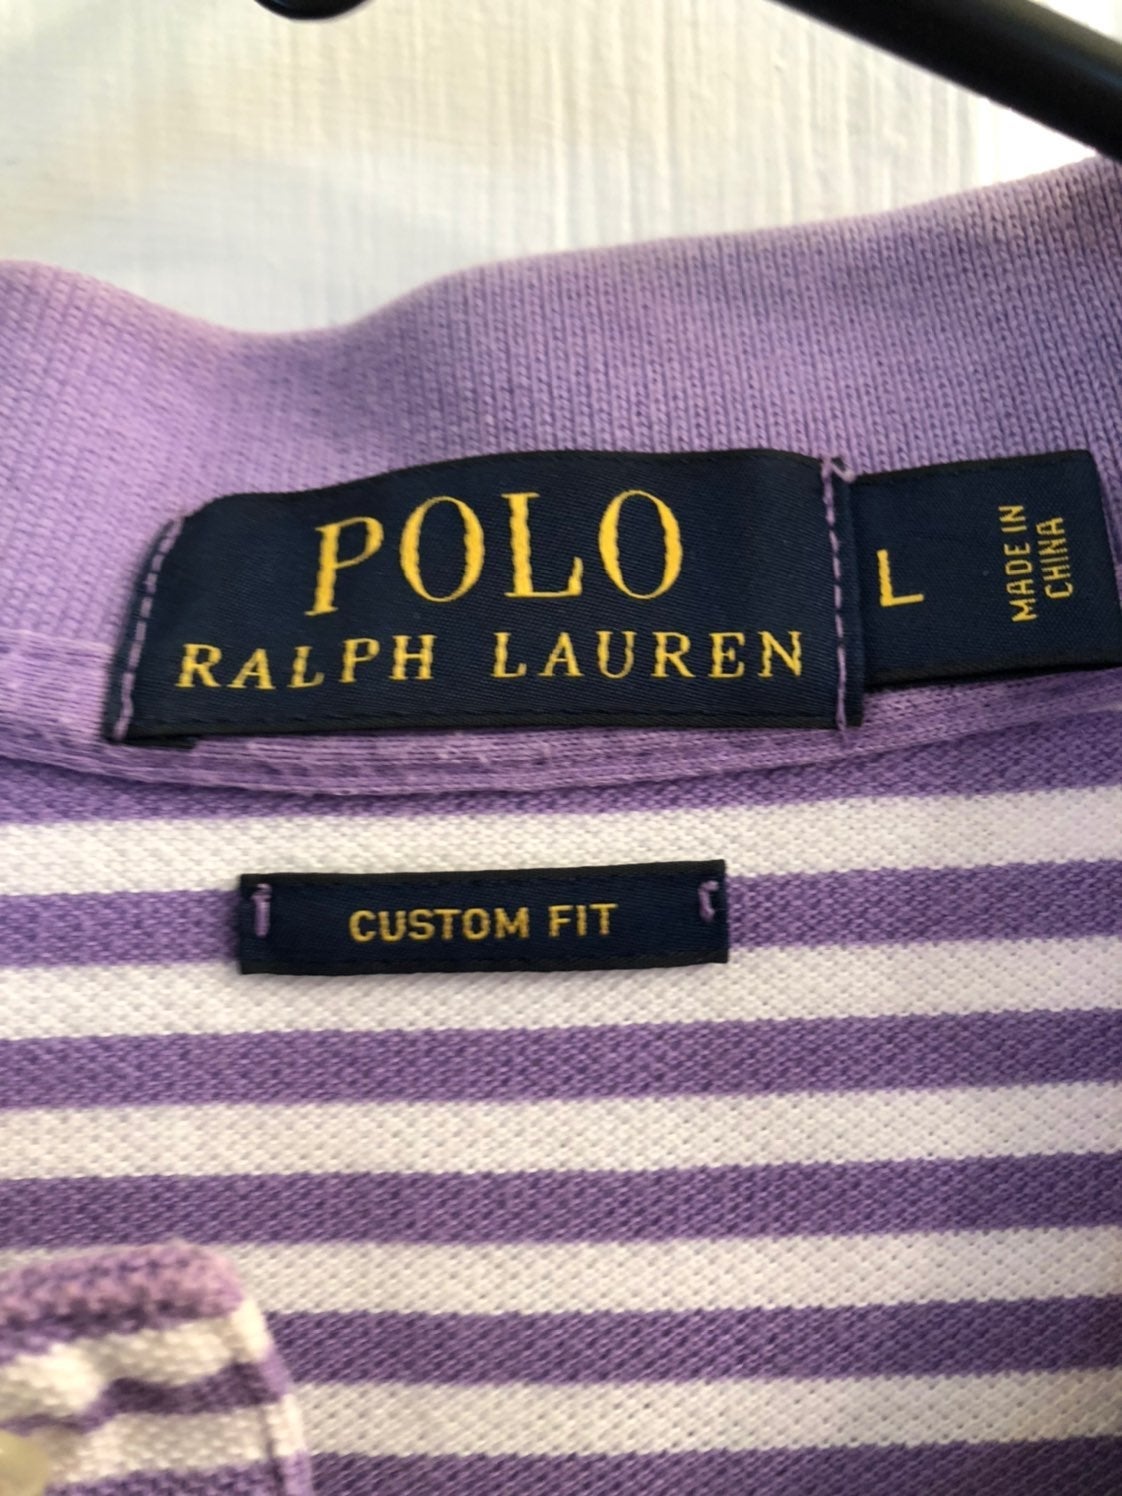 POLO
RALPH LAUREN
L
MADE IN
CHINA
CUSTOM FIT